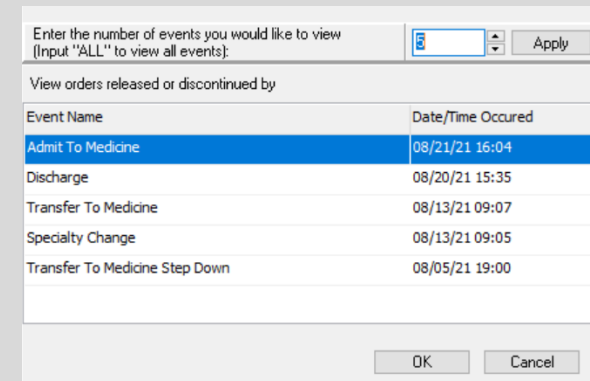 Enter the number of events you would like to view
(Input "ALL" to view all events): 5 Apply
View orders released or discontinued by
Event Name Date/Time Occured
Admit To Medicine 08/21/21 16:04
Discharge 08/20/21 15:35
Transfer To Medicine 08/13/21 09:07
Specialty Change 08/13/21 09:05
Transfer To Medicine Step Down 08/05/21 19:00
OK Cancel